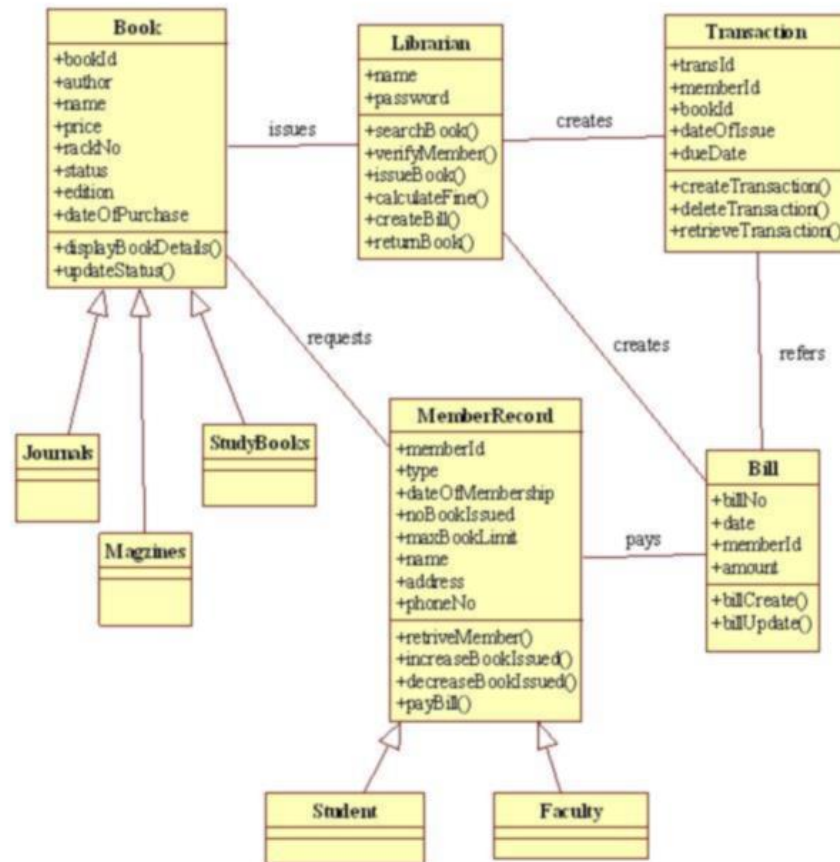 Book
+bookId
+author
+name
+price
+rackNo
+status
+edition
+dateOfPurchase
+displayBookDetails()
+updateStatus()
issues
Librarian
+name
+password
+searchBook()
+verifyMember()
+issueBook()
+calculateFine()
+createBill()
+returnBook()
creates
Transaction
+transId
+memberId
+bookId
+dateOfIssue
+dueDate
+createTransaction()
+deleteTransaction()
+retrieveTransaction()
requests
creates
refers
Journals
Magzines
StudyBooks
MemberRecord
+memberId
+type
+dateOfMembership
+noBookIssued
+maxBookLimit
+name
+address
+phoneNo
+retriveMember()
+increaseBookIssued()
+decreaseBookIssued()
+payBill()
pays
Bill
+billNo
+date
+memberId
+amount
+billCreate()
+billUpdate()
Student
Faculty